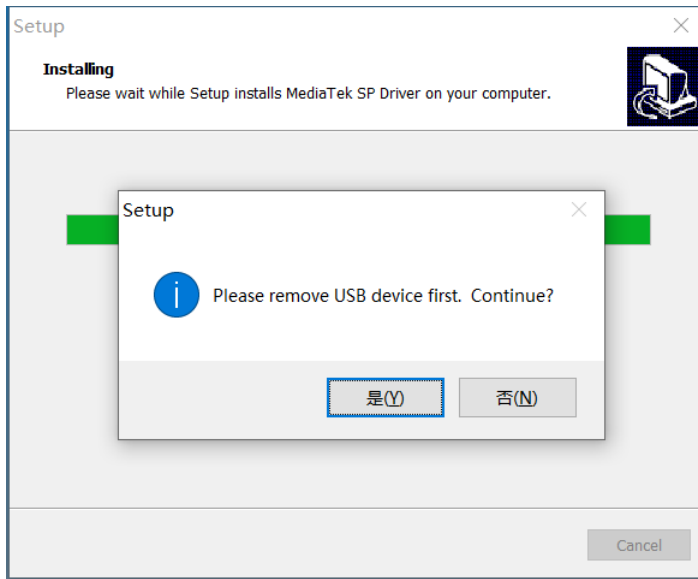 Setup
Installing
Please wait while Setup installs MediaTek SP Driver on your computer.
Setup
Please remove USB device first.  Continue?
是(Y)
否(N)
Cancel